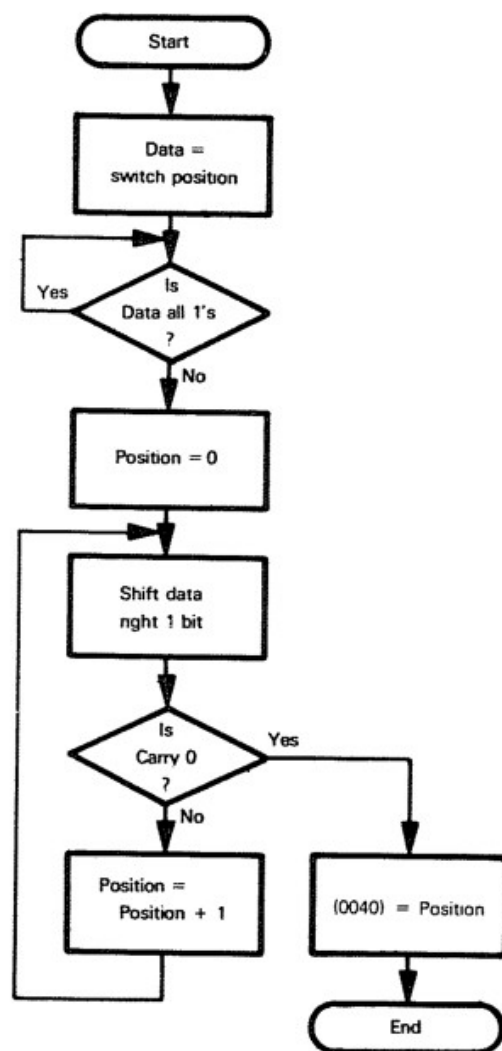 Start
Data =
switch position
Yes
Is
Data all 1's
?
No
Position = 0
Shift data
nght 1 bit
Is
Carry 0
?
Yes
No
Position =
Position + 1
(0040) = Position
End